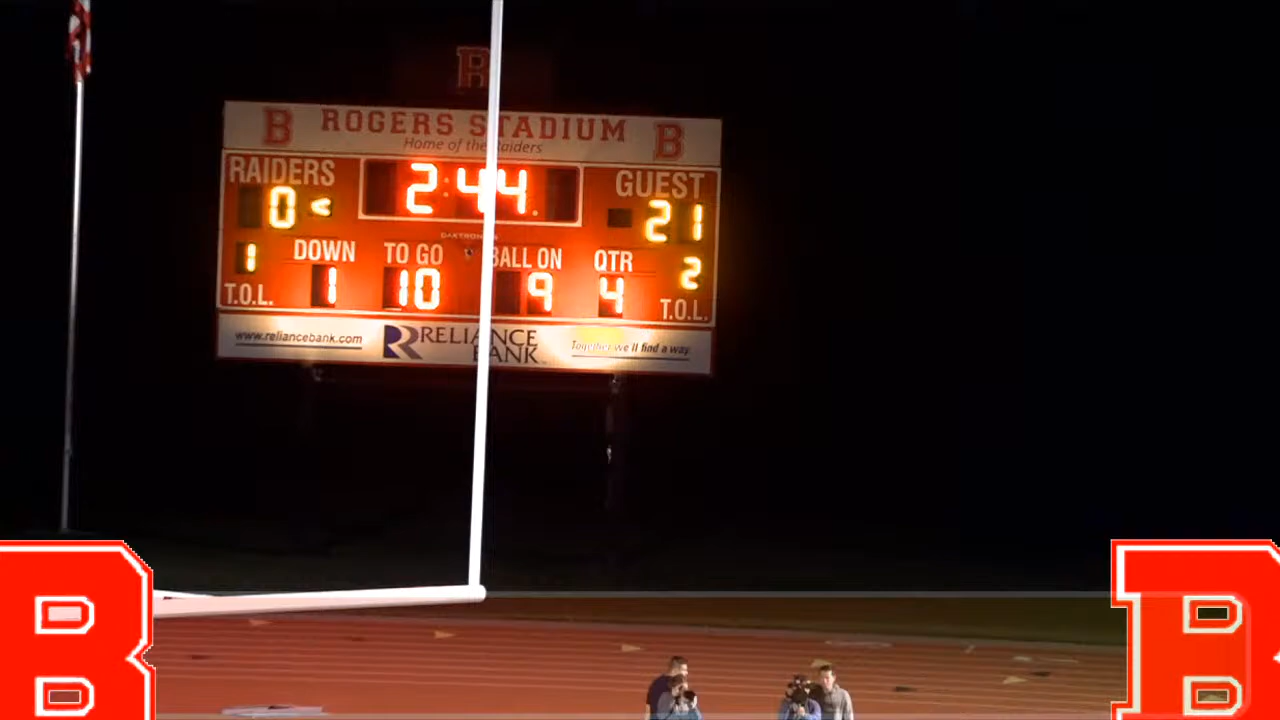 B
B ROGERS STADIUM B
Home of the Raiders
RAIDERS 2:44 GUEST
0 < 21
1 DOWN TO GO BALL ON QTR 2
T.O.L. 1 10 9 4 T.O.L.
DAKTRONICS
www.reliancebank.com RELIANCE BANK Together we'll find a way.
B B